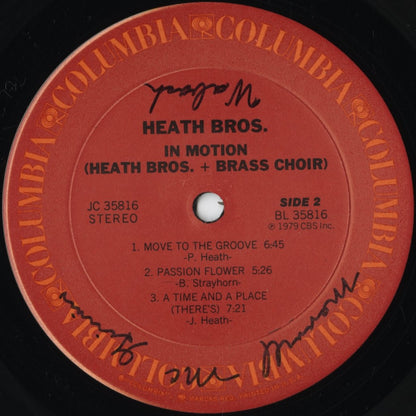 COLUMBIA COLUMBIA COLUMBIA COLUMBIA COLUMBIA COLUMBIA
HEATH BROS.
IN MOTION
(HEATH BROS. + BRASS CHOIR)
JC 35816
STEREO
SIDE 2
BL 35816
℗ 1979 CBS Inc.
1. MOVE TO THE GROOVE 6:45
-P. Heath-
2. PASSION FLOWER 5:26
-B. Strayhorn-
3. A TIME AND A PLACE
(THERE'S) 7:21
-J. Heath-